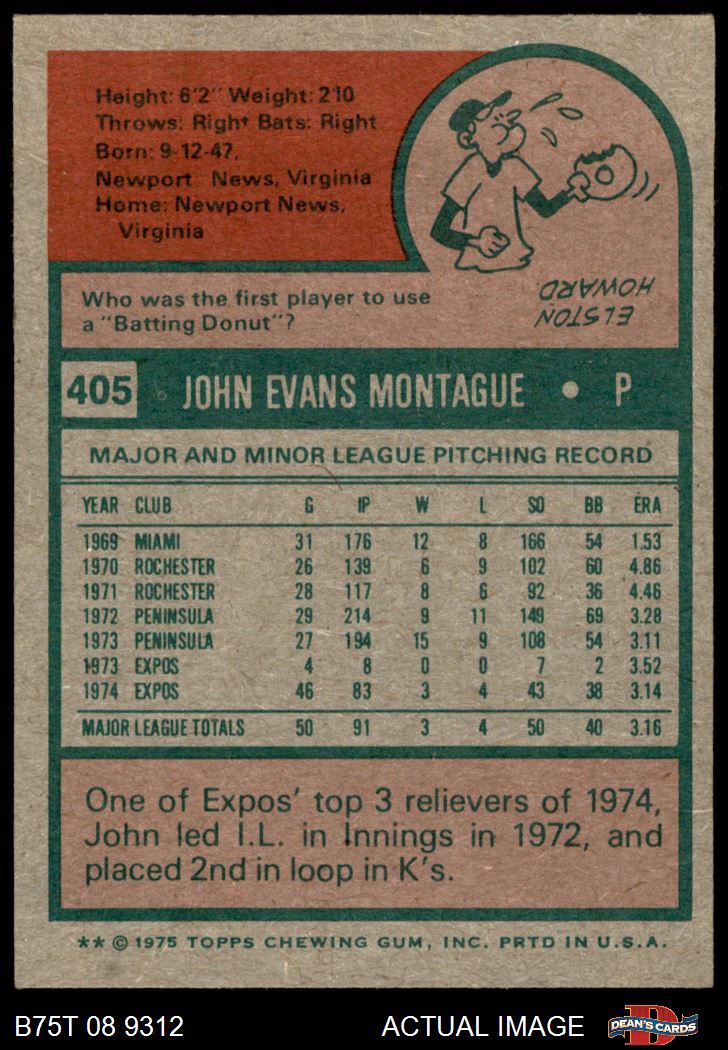 Height: 6'2" Weight: 210
Throws: Right Bats: Right
Born: 9-12-47,
Newport News, Virginia
Home: Newport News,
Virginia
Who was the first player to use
a "Batting Donut"?
ELSTON
HOWARD
405 JOHN EVANS MONTAGUE • P
MAJOR AND MINOR LEAGUE PITCHING RECORD
YEAR CLUB G IP W L SO BB ERA
1969 MIAMI 31 176 12 8 166 54 1.53
1970 ROCHESTER 26 139 6 9 102 60 4.86
1971 ROCHESTER 28 117 8 6 92 36 4.46
1972 PENINSULA 29 214 9 11 149 69 3.28
1973 PENINSULA 27 194 15 9 108 54 3.11
1973 EXPOS 4 8 0 0 7 2 3.52
1974 EXPOS 46 83 3 4 43 38 3.14
MAJOR LEAGUE TOTALS 50 91 3 4 50 40 3.16
One of Expos' top 3 relievers of 1974,
John led I.L. in Innings in 1972, and
placed 2nd in loop in K's.
** © 1975 TOPPS CHEWING GUM, INC. PRTD IN U.S.A.
B75T 08 9312 ACTUAL IMAGE D DEAN'S CARDS